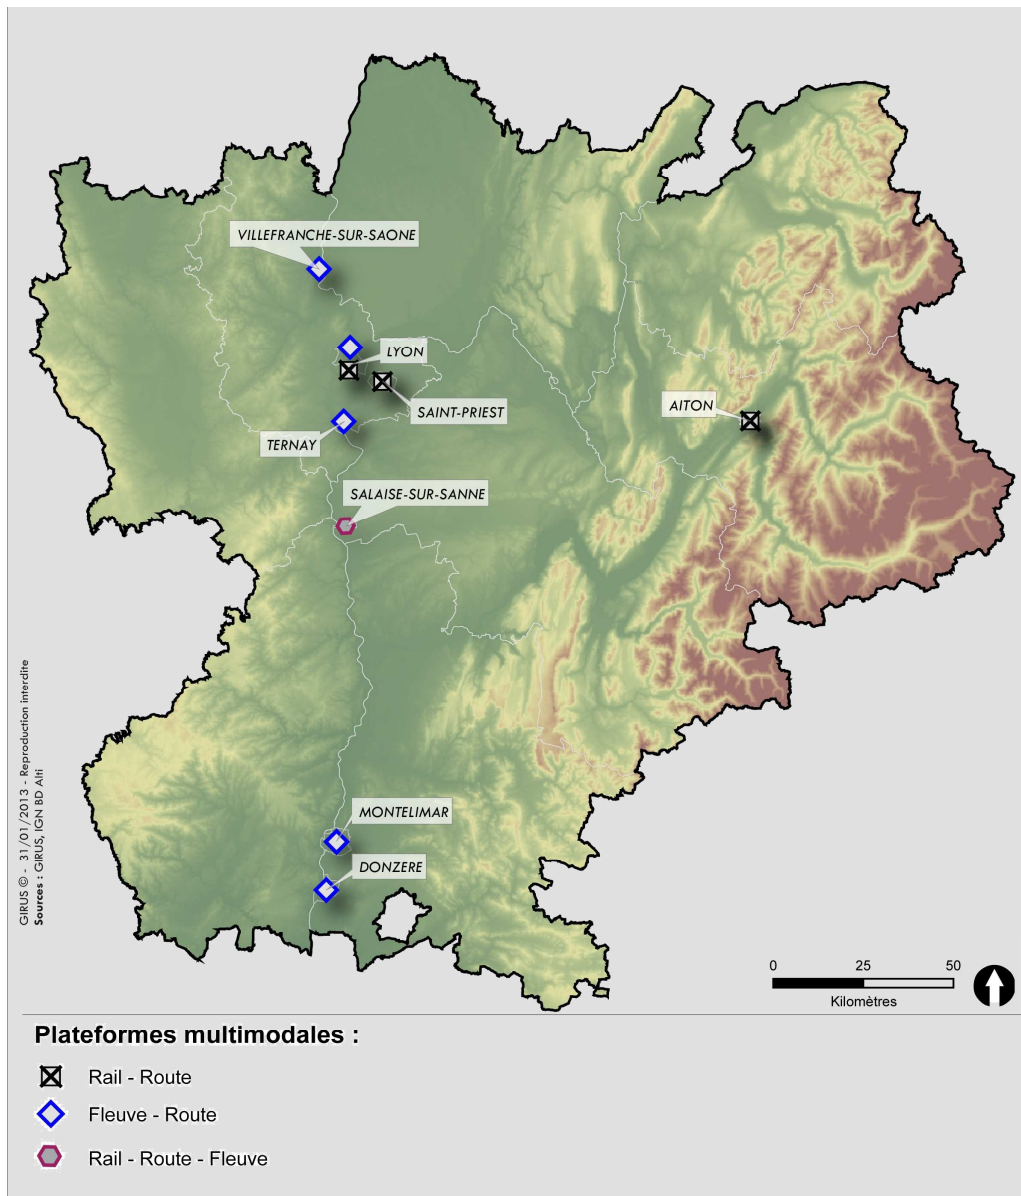 VILLEFRANCHE-SUR-SAONE
LYON
SAINT-PRIEST
AITON
TERNAY
SALAISE-SUR-SANNE
MONTELIMAR
DONZERE
GIRUS © - 31/01/2013 - Reproduction interdite
Sources : GIRUS, IGN BD Alti
0 25 50
Kilomètres
Plateformes multimodales :
Rail - Route
Fleuve - Route
Rail - Route - Fleuve